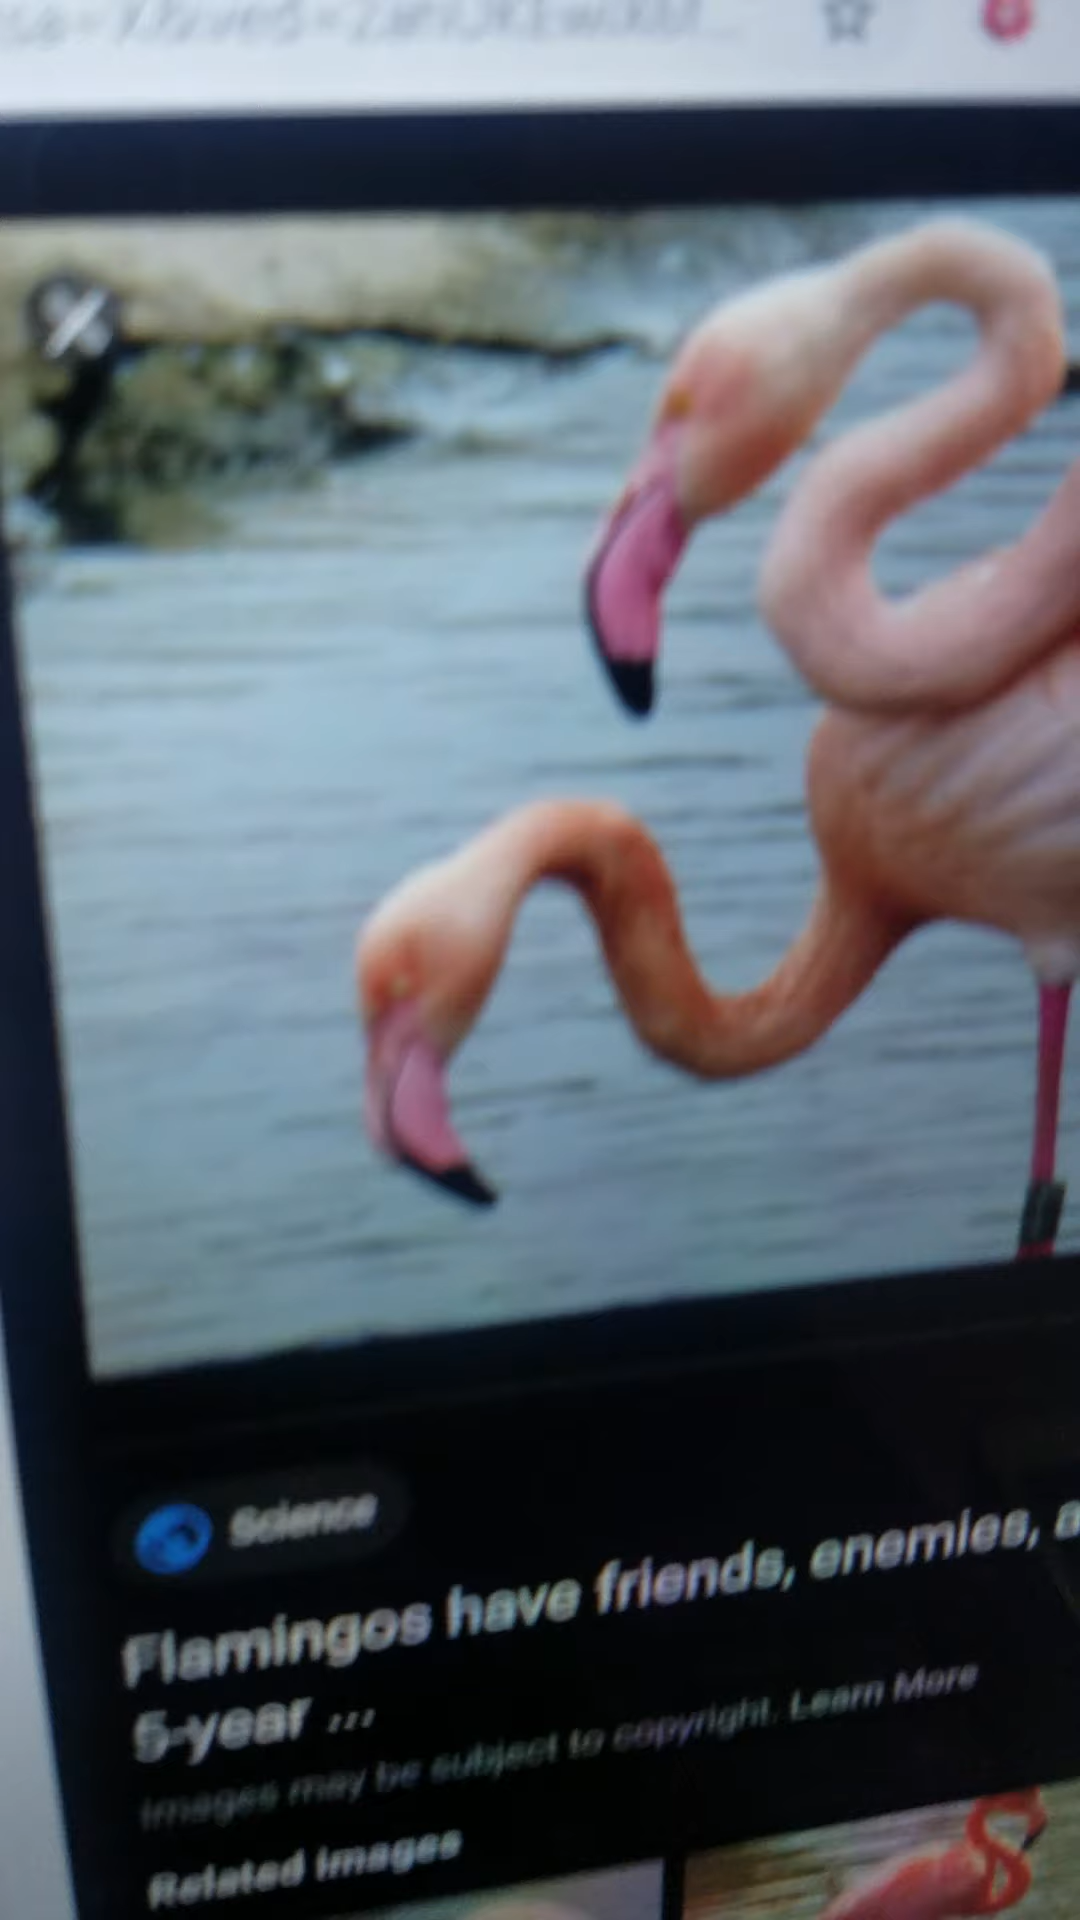 Science
Flamingos have friends, enemies, a
5-year ...
Images may be subject to copyright. Learn More
Related images